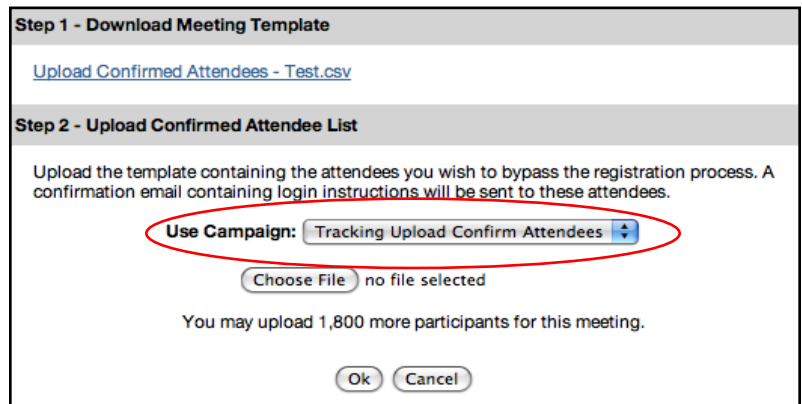 Step 1 - Download Meeting Template
Upload Confirmed Attendees - Test.csv
Step 2 - Upload Confirmed Attendee List
Upload the template containing the attendees you wish to bypass the registration process. A
confirmation email containing login instructions will be sent to these attendees.
Use Campaign: Tracking Upload Confirm Attendees
Choose File no file selected
You may upload 1,800 more participants for this meeting.
Ok Cancel